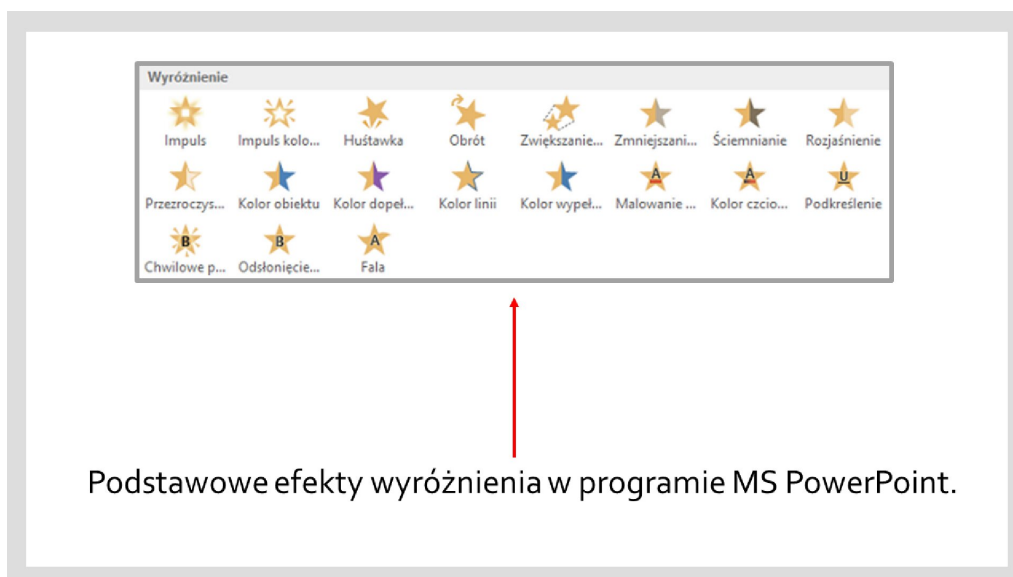 Wyróżnienie
Impuls Impuls kolo... Huśtawka Obrót Zwiększanie... Zmniejszani... Ściemnianie Rozjaśnienie
Przezroczys... Kolor obiektu Kolor dopeł... Kolor linii Kolor wypeł... Malowanie ... Kolor czcio... Podkreślenie
Chwilowe p... Odsłonięcie... Fala
Podstawowe efekty wyróżnienia w programie MS PowerPoint.